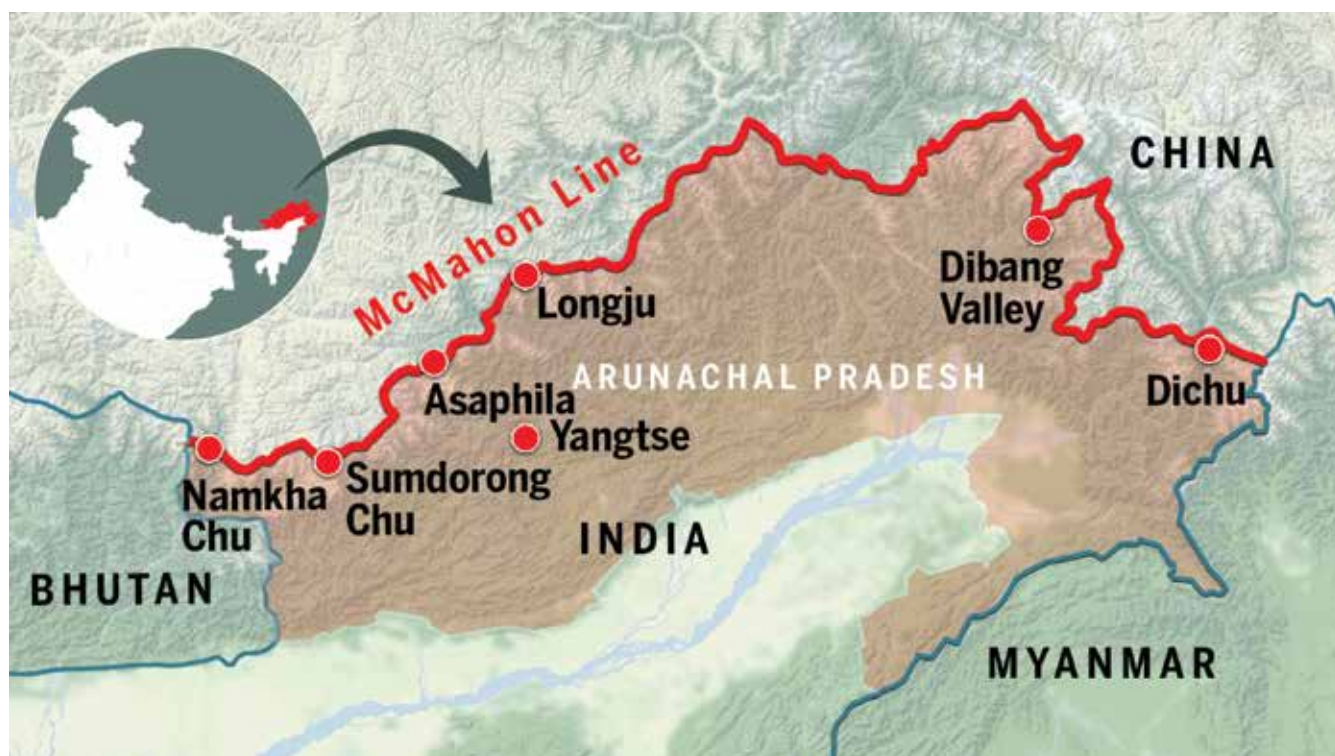 CHINA
McMahon Line
Longju
Dibang
Valley
ARUNACHAL PRADESH
Asaphila
Dichu
Yangtse
Namkha
Chu
Sumdorong
Chu
INDIA
BHUTAN
MYANMAR